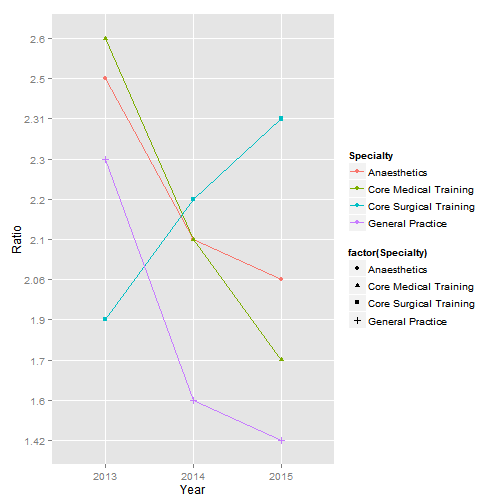 2.6
2.5
2.31
2.3
2.2
2.1
2.06
1.9
1.7
1.6
1.42
Ratio
2013
2014
2015
Year
Specialty
Anaesthetics
Core Medical Training
Core Surgical Training
General Practice
factor(Specialty)
Anaesthetics
Core Medical Training
Core Surgical Training
General Practice